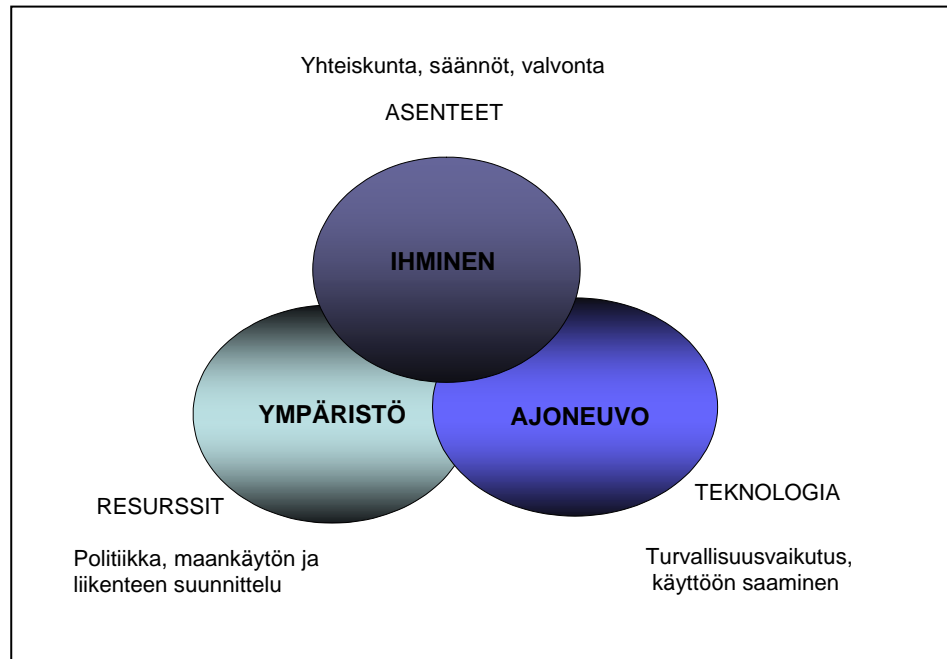 Yhteiskunta, säännöt, valvonta
ASENTEET
IHMINEN
YMPÄRISTÖ
AJONEUVO
RESURSSIT
TEKNOLOGIA
Politiikka, maankäytön ja
liikenteen suunnittelu
Turvallisuusvaikutus,
käyttöön saaminen